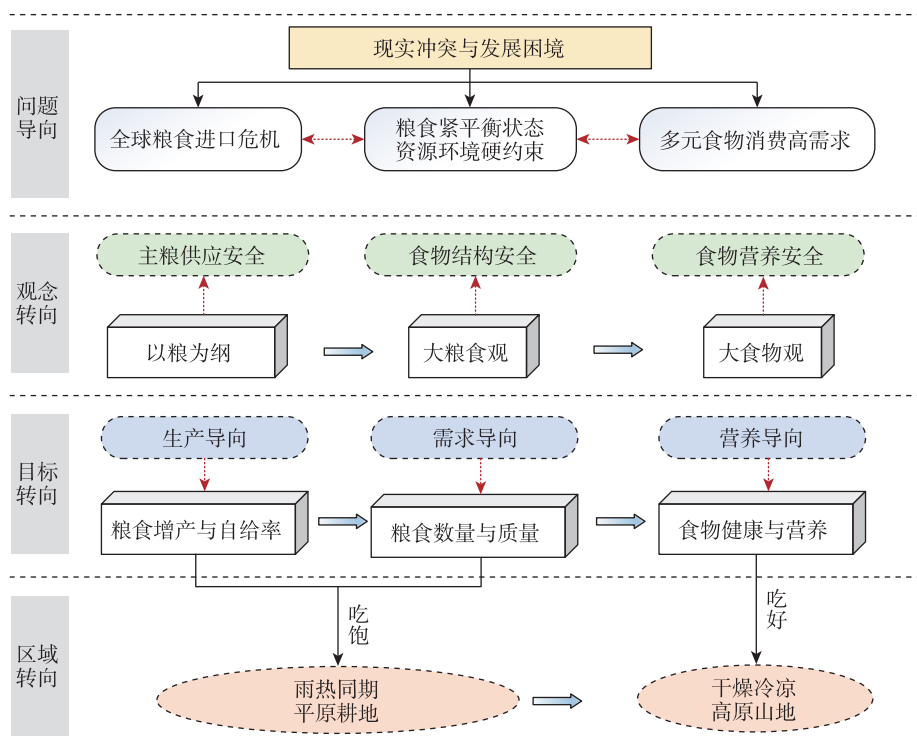 现实冲突与发展困境
问题
导向
全球粮食进口危机
粮食紧平衡状态
资源环境硬约束
多元食物消费高需求
观念
转向
主粮供应安全
食物结构安全
食物营养安全
以粮为纲
大粮食观
大食物观
目标
转向
生产导向
需求导向
营养导向
粮食增产与自给率
粮食数量与质量
食物健康与营养
区域
转向
吃
饱
吃
好
雨热同期
平原耕地
干燥冷凉
高原山地